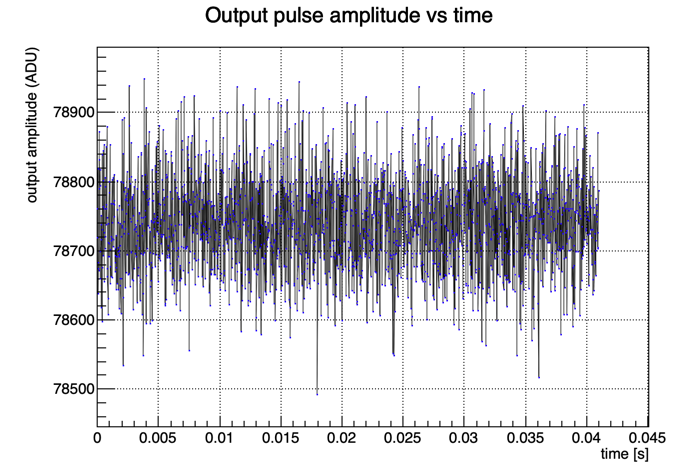 Output pulse amplitude vs time
output amplitude (ADU)
78900
78800
78700
78600
78500
0 0.005 0.01 0.015 0.02 0.025 0.03 0.035 0.04 0.045
time [s]